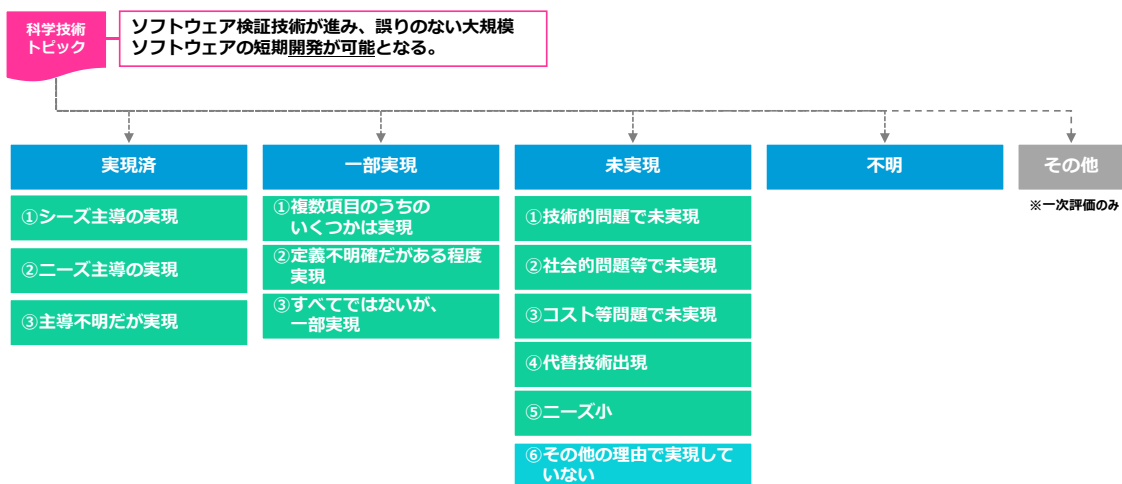 科学技術
トピック
ソフトウェア検証技術が進み、誤りのない大規模
ソフトウェアの短期開発が可能となる。
実現済
一部実現
未実現
不明
その他
①シーズ主導の実現
②ニーズ主導の実現
③主導不明だが実現
①複数項目のうちの
いくつかは実現
②定義不明確だがある程度
実現
③すべてではないが、
一部実現
①技術的問題で未実現
②社会的問題等で未実現
③コスト等問題で未実現
④代替技術出現
⑤ニーズ小
⑥その他の理由で実現して
いない
※一次評価のみ